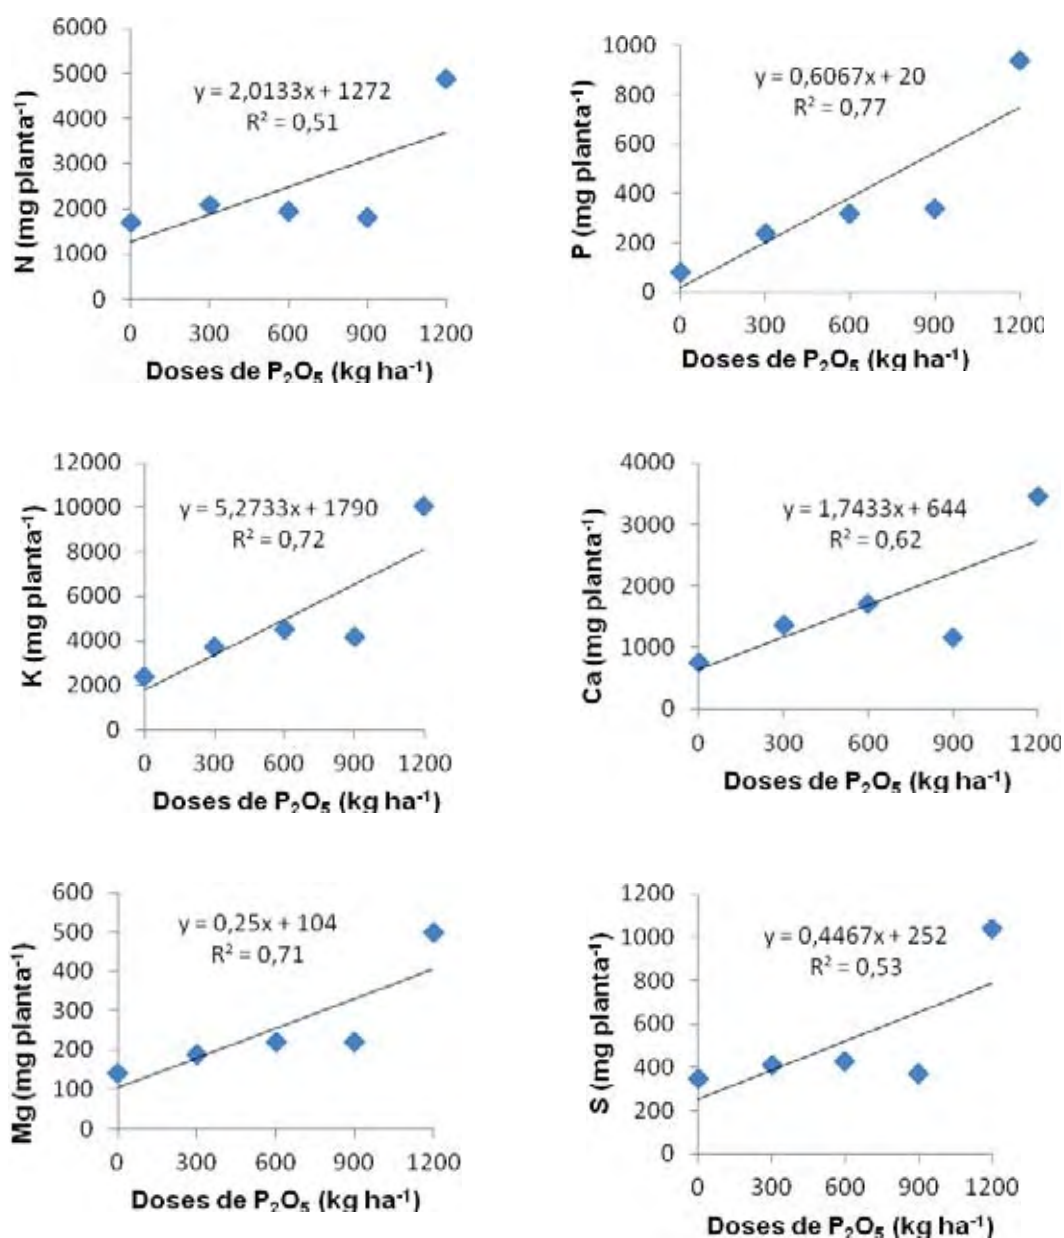 6000
5000
4000
3000
2000
1000
0
N (mg planta⁻¹)
y = 2,0133x + 1272
R² = 0,51
0 300 600 900 1200
Doses de P₂O₅ (kg ha⁻¹)
1000
800
600
400
200
0
P (mg planta⁻¹)
y = 0,6067x + 20
R² = 0,77
0 300 600 900 1200
Doses de P₂O₅ (kg ha⁻¹)
12000
10000
8000
6000
4000
2000
0
K (mg planta⁻¹)
y = 5,2733x + 1790
R² = 0,72
0 300 600 900 1200
Doses de P₂O₅ (kg ha⁻¹)
4000
3000
2000
1000
0
Ca (mg planta⁻¹)
y = 1,7433x + 644
R² = 0,62
0 300 600 900 1200
Doses de P₂O₅ (kg ha⁻¹)
600
500
400
300
200
100
0
Mg (mg planta⁻¹)
y = 0,25x + 104
R² = 0,71
0 300 600 900 1200
Doses de P₂O₅ (kg ha⁻¹)
1200
1000
800
600
400
200
0
S (mg planta⁻¹)
y = 0,4467x + 252
R² = 0,53
0 300 600 900 1200
Doses de P₂O₅ (kg ha⁻¹)